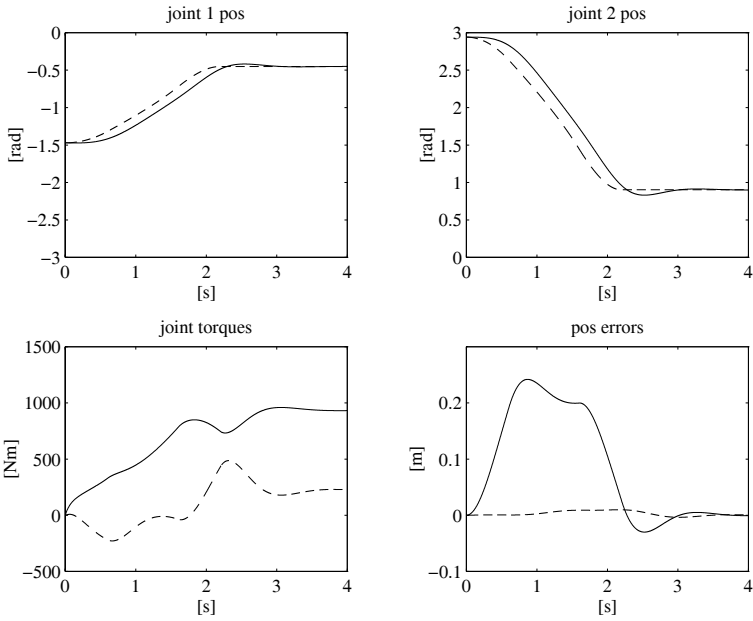 joint 1 pos
0
−0.5
−1
−1.5
−2
−2.5
−3
[rad]
0 1 2 3 4
[s]
joint 2 pos
3
2.5
2
1.5
1
0.5
0
[rad]
0 1 2 3 4
[s]
joint torques
1500
1000
500
0
−500
[Nm]
0 1 2 3 4
[s]
pos errors
0.2
0.1
0
−0.1
[m]
0 1 2 3 4
[s]